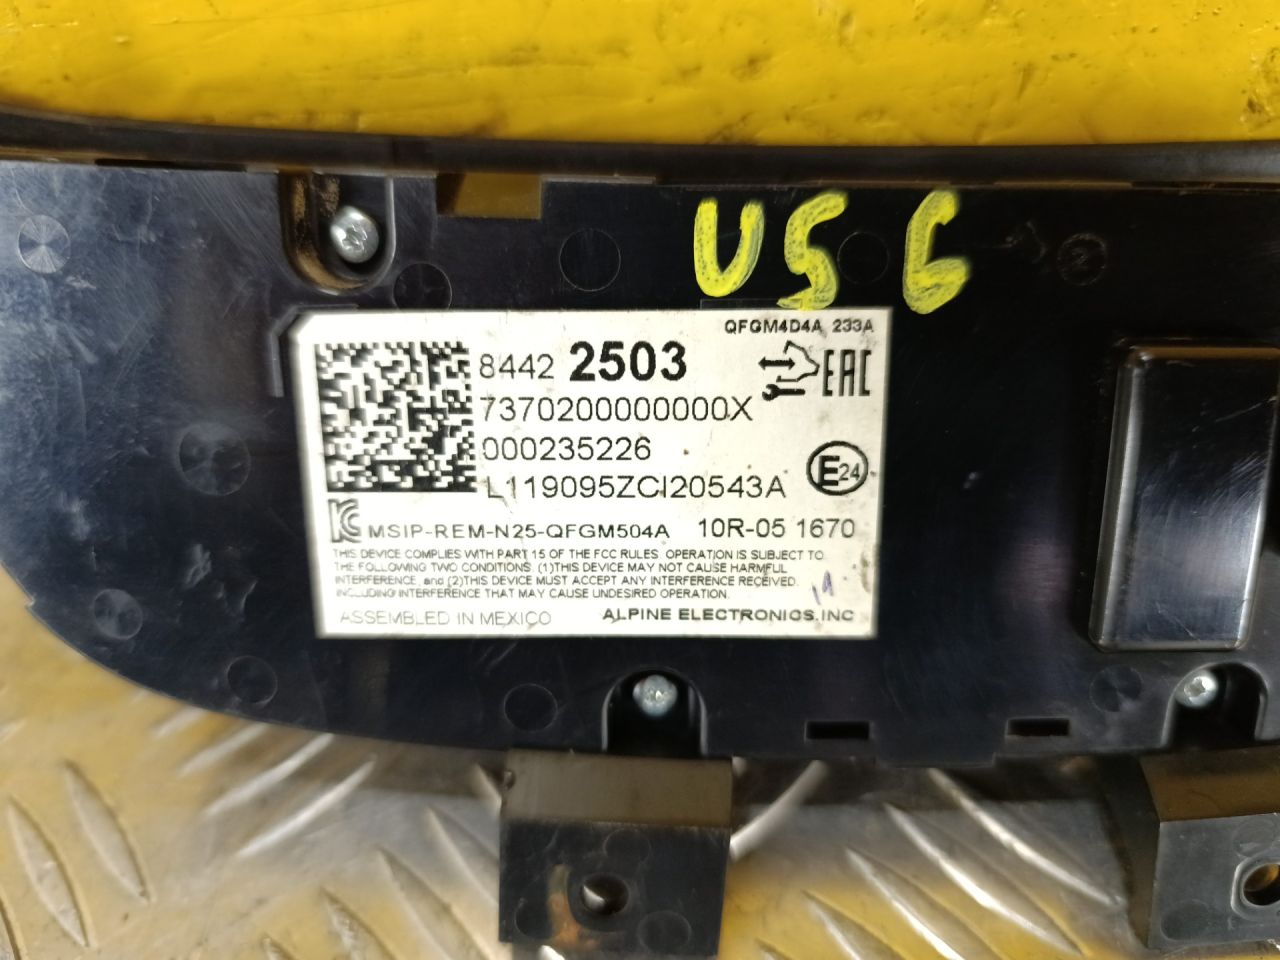 US6
QFGM4D4A 233A
8442 2503
EAC
7370200000000X
000235226
E24
L119095ZCI20543A
KC MSIP-REM-N25-QFGM504A 10R-05 1670
THIS DEVICE COMPLIES WITH PART 15 OF THE FCC RULES. OPERATION IS SUBJECT TO
THE FOLLOWING TWO CONDITIONS: (1)THIS DEVICE MAY NOT CAUSE HARMFUL
INTERFERENCE, and (2)THIS DEVICE MUST ACCEPT ANY INTERFERENCE RECEIVED.
INCLUDING INTERFERENCE THAT MAY CAUSE UNDESIRED OPERATION.
ASSEMBLED IN MEXICO ALPINE ELECTRONICS.INC